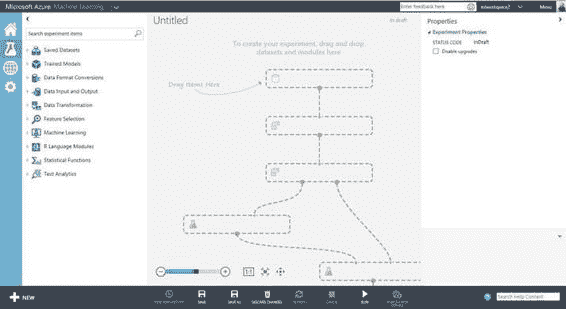 Microsoft Azure Machine Learning
Enter feedback here
Menu
Search experiment items
Saved Datasets
Trained Models
Data Format Conversions
Data Input and Output
Data Transformation
Feature Selection
Machine Learning
R Language Modules
Statistical Functions
Text Analytics
Untitled
In draft
To create your experiment, drag and drop
datasets and modules here
Drag Items Here
Properties
Experiment Properties
STATUS CODE InDraft
Disable upgrades
1:1
NEW
SAVE
SAVE AS
DISCARD CHANGES
RUN
Search Help Content